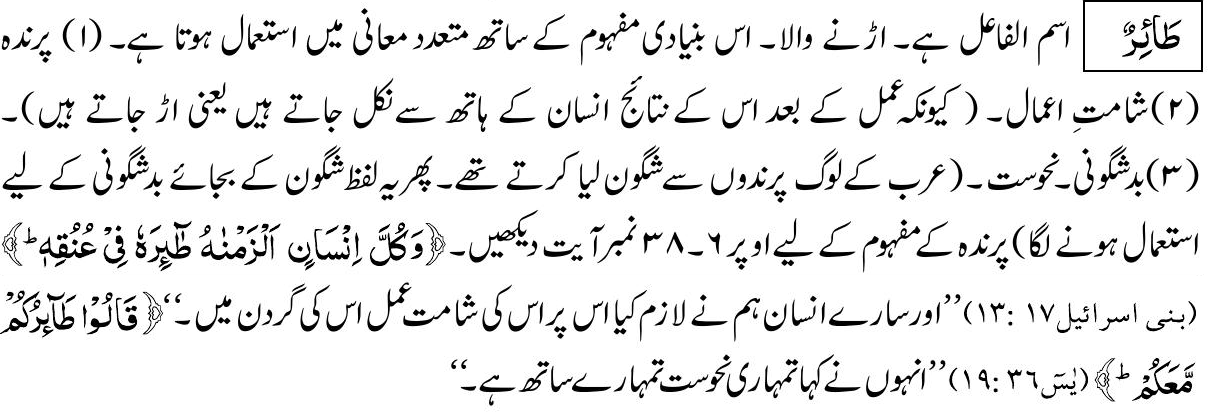 طَائِرٌ اسم الفاعل ہے۔ اڑنے والا۔ اس بنیادی مفہوم کے ساتھ متعدد معانی میں استعمال ہوتا ہے۔ (۱) پرندہ
(۲) شامتِ اعمال۔ (کیونکہ عمل کے بعد اس کے نتائج انسان کے ہاتھ سے نکل جاتے ہیں یعنی اڑ جاتے ہیں)۔
(۳) بدشگونی۔ نحوست۔ (عرب کے لوگ پرندوں سے شگون لیا کرتے تھے۔ پھر یہ لفظ شگون کے بجائے بدشگونی کے لیے
استعمال ہونے لگا) پرندہ کے مفہوم کے لیے اوپر ۶۔۳۸ نمبر آیت دیکھیں۔ ﴿وَكُلَّ اِنْسَانٍ اَلْزَمْنٰهُ طٰٓئِرَهٗ فِىْ عُنُقِهٖ ؕ﴾
(بنی اسرائیل ۱۷ :۱۳) ’’اور سارے انسان ہم نے لازم کیا اس پر اس کی شامت عمل اس کی گردن میں۔‘‘ ﴿قَالُوْا طَآئِرُكُمْ
مَّعَكُمْ ؕ﴾ (یٰسٓ ۳۶ :۱۹) ’’انہوں نے کہا تمہاری نحوست تمہارے ساتھ ہے۔‘‘